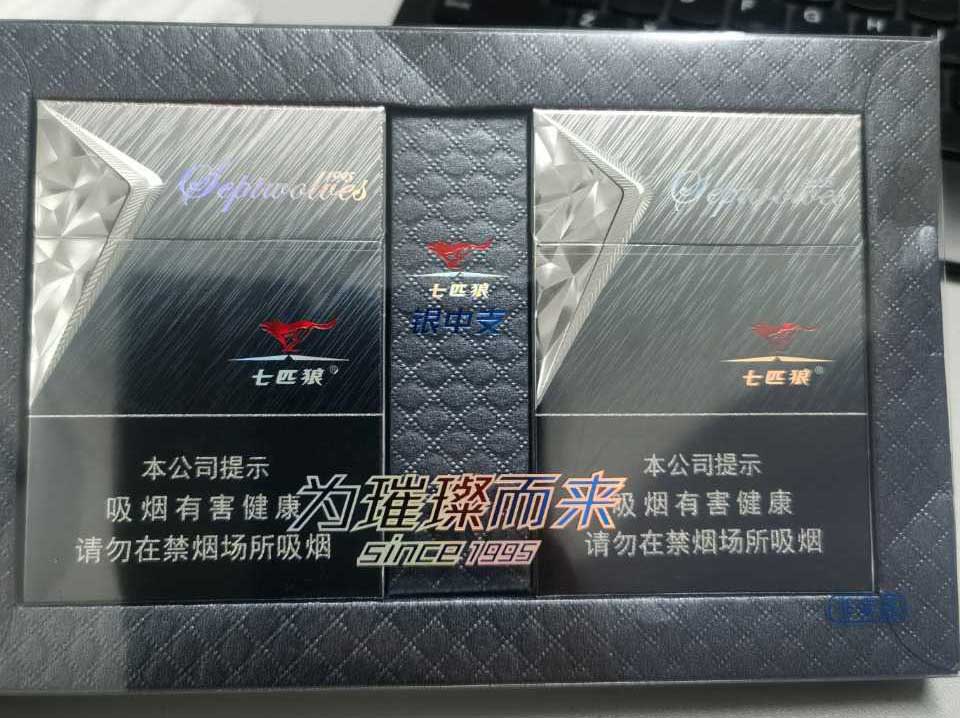 Septwolves
1995
七匹狼®
本公司提示
吸烟有害健康
请勿在禁烟场所吸烟
七匹狼
银中支
为璀璨而来
since 1995
Septwolves
七匹狼®
本公司提示
吸烟有害健康
请勿在禁烟场所吸烟